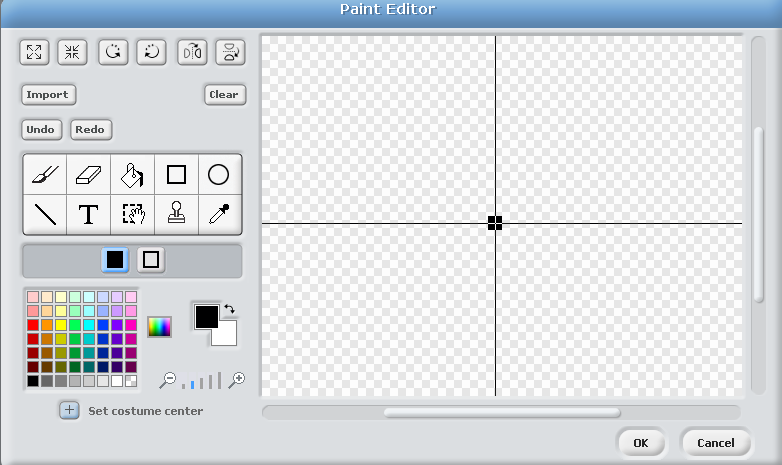 Paint Editor
Import
Clear
Undo
Redo
T
Set costume center
OK
Cancel